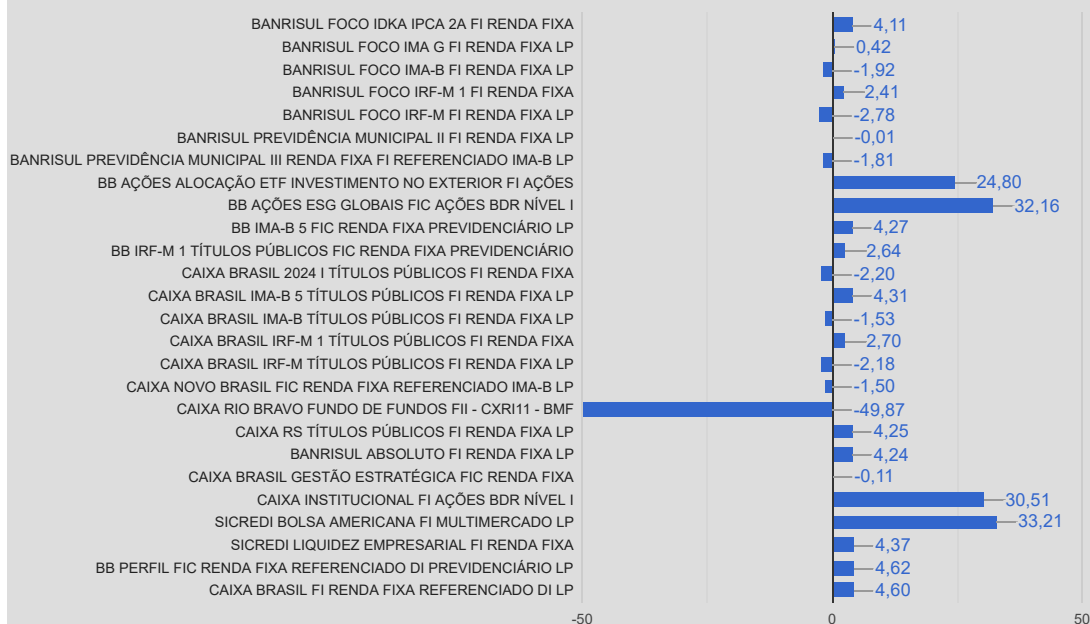 BANRISUL FOCO IDKA IPCA 2A FI RENDA FIXA 4,11
BANRISUL FOCO IMA G FI RENDA FIXA LP 0,42
BANRISUL FOCO IMA-B FI RENDA FIXA LP -1,92
BANRISUL FOCO IRF-M 1 FI RENDA FIXA 2,41
BANRISUL FOCO IRF-M FI RENDA FIXA LP -2,78
BANRISUL PREVIDÊNCIA MUNICIPAL II FI RENDA FIXA LP -0,01
BANRISUL PREVIDÊNCIA MUNICIPAL III RENDA FIXA FI REFERENCIADO IMA-B LP -1,81
BB AÇÕES ALOCAÇÃO ETF INVESTIMENTO NO EXTERIOR FI AÇÕES 24,80
BB AÇÕES ESG GLOBAIS FIC AÇÕES BDR NÍVEL I 32,16
BB IMA-B 5 FIC RENDA FIXA PREVIDENCIÁRIO LP 4,27
BB IRF-M 1 TÍTULOS PÚBLICOS FIC RENDA FIXA PREVIDENCIÁRIO 2,64
CAIXA BRASIL 2024 I TÍTULOS PÚBLICOS FI RENDA FIXA -2,20
CAIXA BRASIL IMA-B 5 TÍTULOS PÚBLICOS FI RENDA FIXA LP 4,31
CAIXA BRASIL IMA-B TÍTULOS PÚBLICOS FI RENDA FIXA LP -1,53
CAIXA BRASIL IRF-M 1 TÍTULOS PÚBLICOS FI RENDA FIXA 2,70
CAIXA BRASIL IRF-M TÍTULOS PÚBLICOS FI RENDA FIXA LP -2,18
CAIXA NOVO BRASIL FIC RENDA FIXA REFERENCIADO IMA-B LP -1,50
CAIXA RIO BRAVO FUNDO DE FUNDOS FII - CXRI11 - BMF -49,87
CAIXA RS TÍTULOS PÚBLICOS FI RENDA FIXA LP 4,25
BANRISUL ABSOLUTO FI RENDA FIXA LP 4,24
CAIXA BRASIL GESTÃO ESTRATÉGICA FIC RENDA FIXA -0,11
CAIXA INSTITUCIONAL FI AÇÕES BDR NÍVEL I 30,51
SICREDI BOLSA AMERICANA FI MULTIMERCADO LP 33,21
SICREDI LIQUIDEZ EMPRESARIAL FI RENDA FIXA 4,37
BB PERFIL FIC RENDA FIXA REFERENCIADO DI PREVIDENCIÁRIO LP 4,62
CAIXA BRASIL FI RENDA FIXA REFERENCIADO DI LP 4,60
-50 0 50